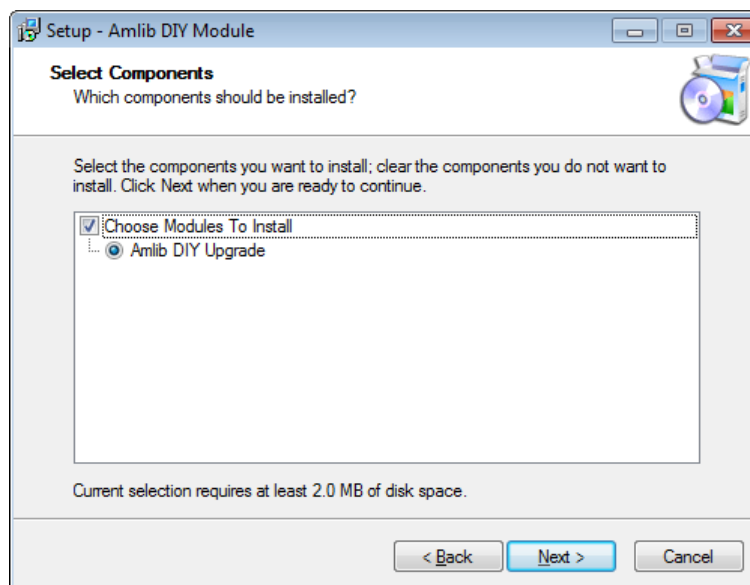 Setup - Amlib DIY Module
Select Components
Which components should be installed?
Select the components you want to install; clear the components you do not want to
install. Click Next when you are ready to continue.
Choose Modules To Install
Amlib DIY Upgrade
Current selection requires at least 2.0 MB of disk space.
< Back
Next >
Cancel